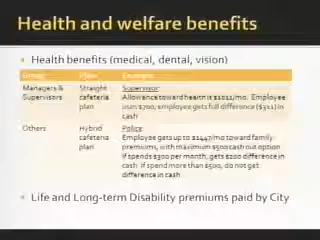 Health and welfare benefits
Health benefits (medical, dental, vision)
Group Plan Example
Managers & Straight Supervisor:
Supervisors cafeteria Allowance toward health is $1011/mo. Employee
plan uses $700, employee gets full difference ($311) in
cash
Others Hybrid Police:
cafeteria Employee gets up to $1447/mo toward family
plan premiums, with maximum $500 cash out option
If spends $300 per month, gets $200 difference in
cash. If spend more than $500, do not get
difference in cash
Life and Long-term Disability premiums paid by City